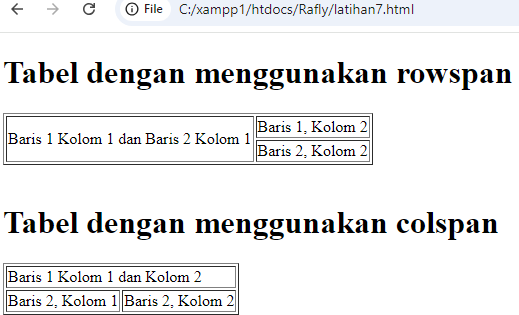 File C:/xampp1/htdocs/Rafly/latihan7.html
Tabel dengan menggunakan rowspan
Baris 1 Kolom 1 dan Baris 2 Kolom 1 Baris 1, Kolom 2
Baris 2, Kolom 2
Tabel dengan menggunakan colspan
Baris 1 Kolom 1 dan Kolom 2
Baris 2, Kolom 1 Baris 2, Kolom 2